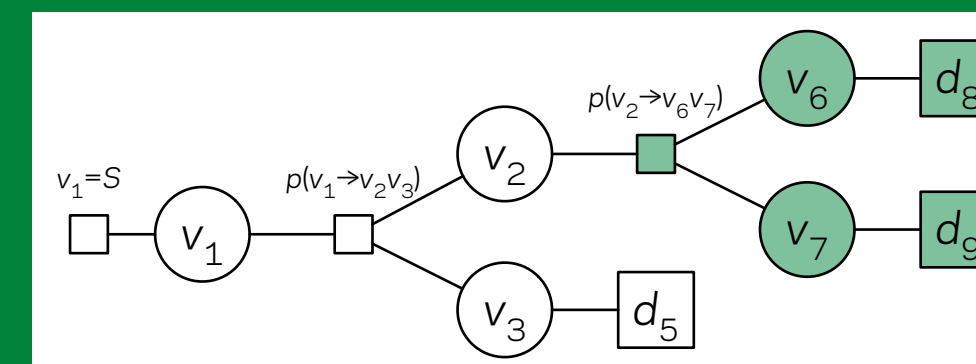 v₆
d₈
p(v₂→v₆v₇)
v₂
v₁=S
p(v₁→v₂v₃)
v₁
v₇
d₉
v₃
d₅